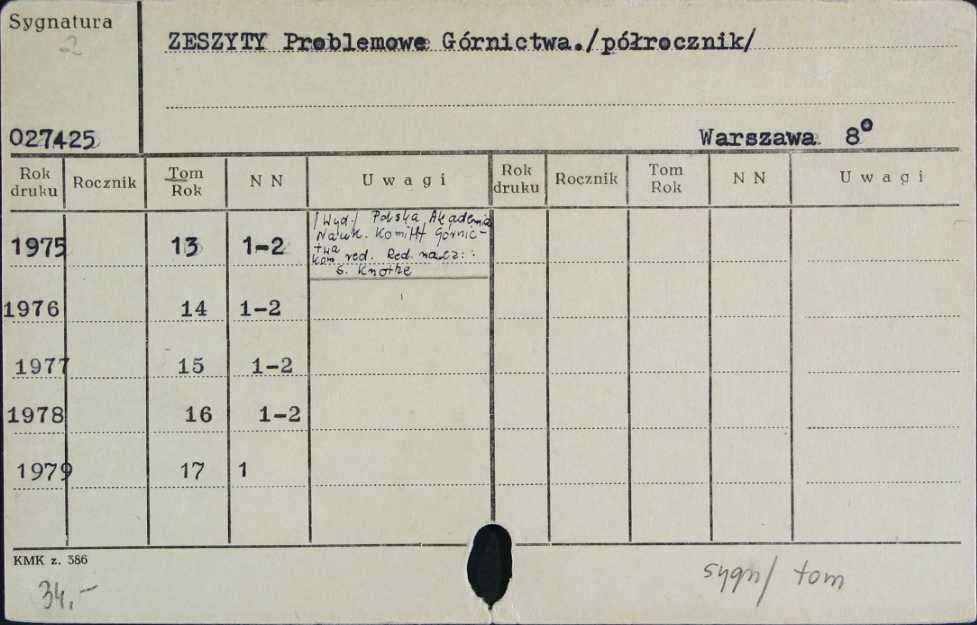 Sygnatura
2
ZESZYTY Problemowe Górnictwa./półrocznik/
027425
Warszawa 8°
Rok druku Rocznik Tom Rok N N Uwagi Rok druku Rocznik Tom Rok N N Uwagi
1975 13 1-2
/Wyd./ Polska Akademia
Nauk. Komitet Górnic-
twa
Kom red. Red. nacz.:
S. Knothe
1976 14 1-2
1977 15 1-2
1978 16 1-2
1979 17 1
KMK z. 386
34,-
sygn/ tom